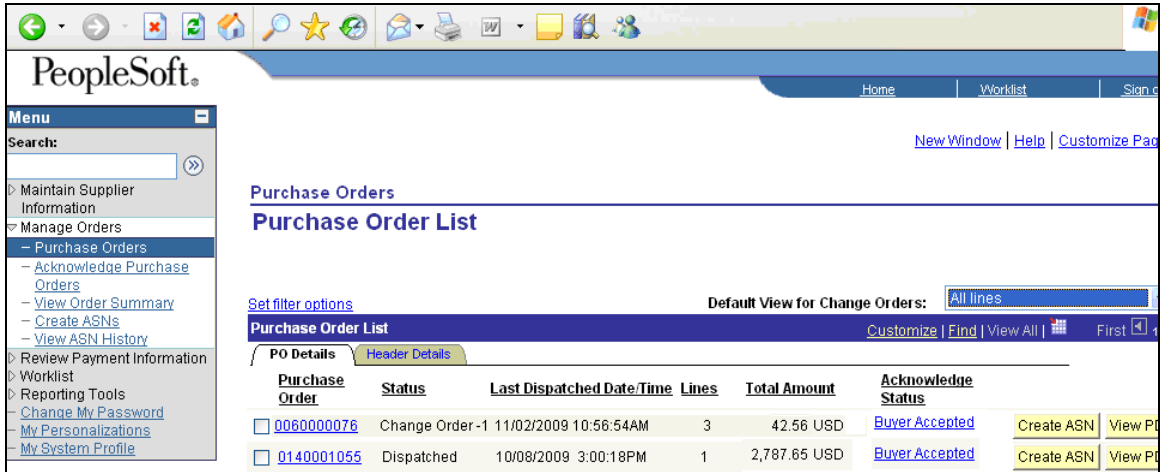 PeopleSoft®
Home Worklist Sign o
Menu
Search:
New Window | Help | Customize Pag
Maintain Supplier
Information
Manage Orders
– Purchase Orders
– Acknowledge Purchase
Orders
– View Order Summary
– Create ASNs
– View ASN History
Review Payment Information
Worklist
Reporting Tools
– Change My Password
– My Personalizations
– My System Profile
Purchase Orders
Purchase Order List
Set filter options Default View for Change Orders: All lines
Purchase Order List Customize | Find | View All | First 1
PO Details Header Details
Purchase
Order Status Last Dispatched Date/Time Lines Total Amount Acknowledge
Status
0060000076 Change Order -1 11/02/2009 10:56:54AM 3 42.56 USD Buyer Accepted Create ASN View PD
0140001055 Dispatched 10/08/2009 3:00:18PM 1 2,787.65 USD Buyer Accepted Create ASN View PD